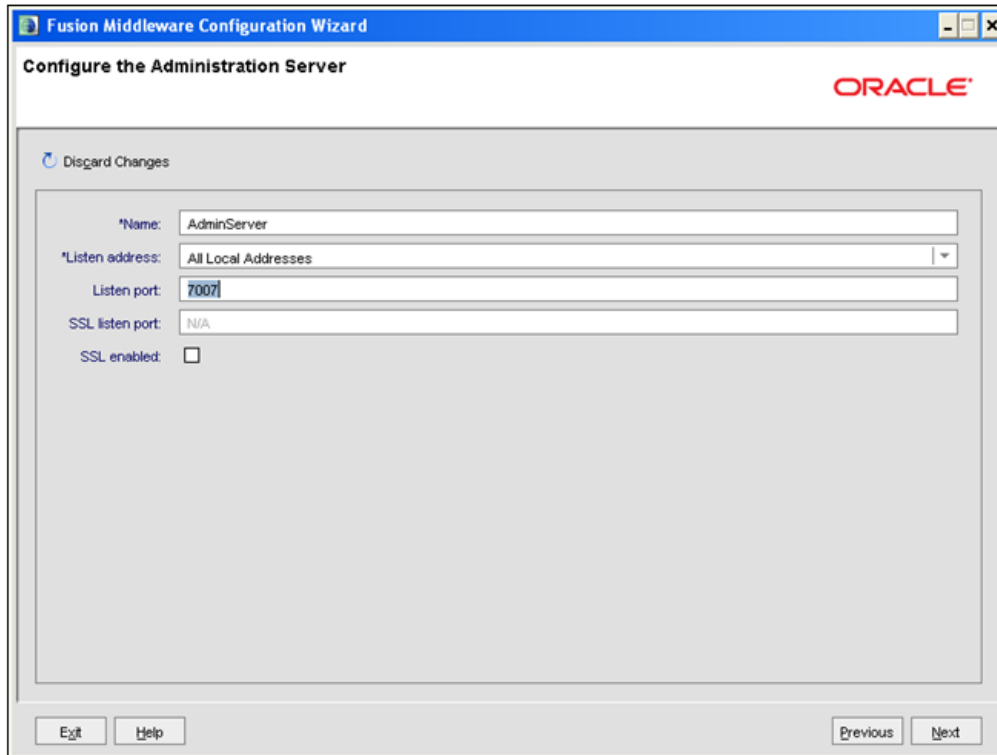 Fusion Middleware Configuration Wizard
Configure the Administration Server
ORACLE
Discard Changes
*Name: AdminServer
*Listen address: All Local Addresses
Listen port: 7007
SSL listen port: N/A
SSL enabled:
Exit Help Previous Next